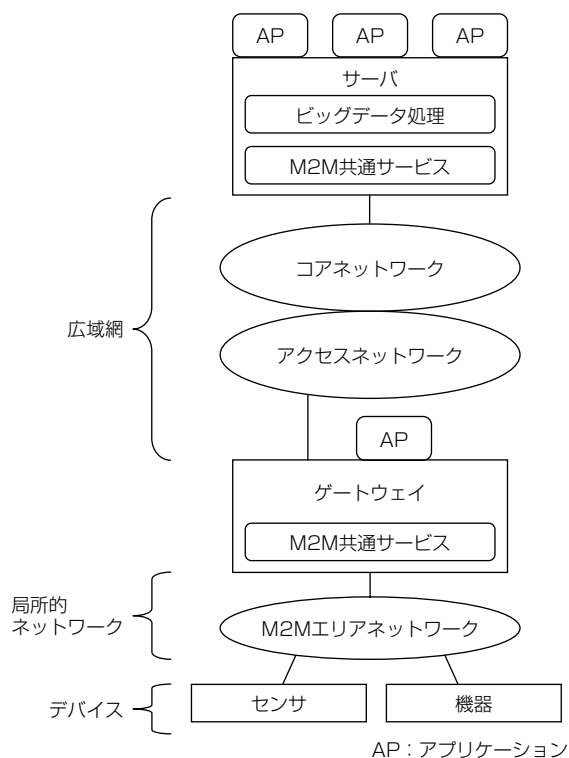 AP
AP
AP
サーバ
ビッグデータ処理
M2M共通サービス
コアネットワーク
広域網
アクセスネットワーク
AP
ゲートウェイ
M2M共通サービス
局所的
ネットワーク
M2Mエリアネットワーク
デバイス
センサ
機器
AP:アプリケーション